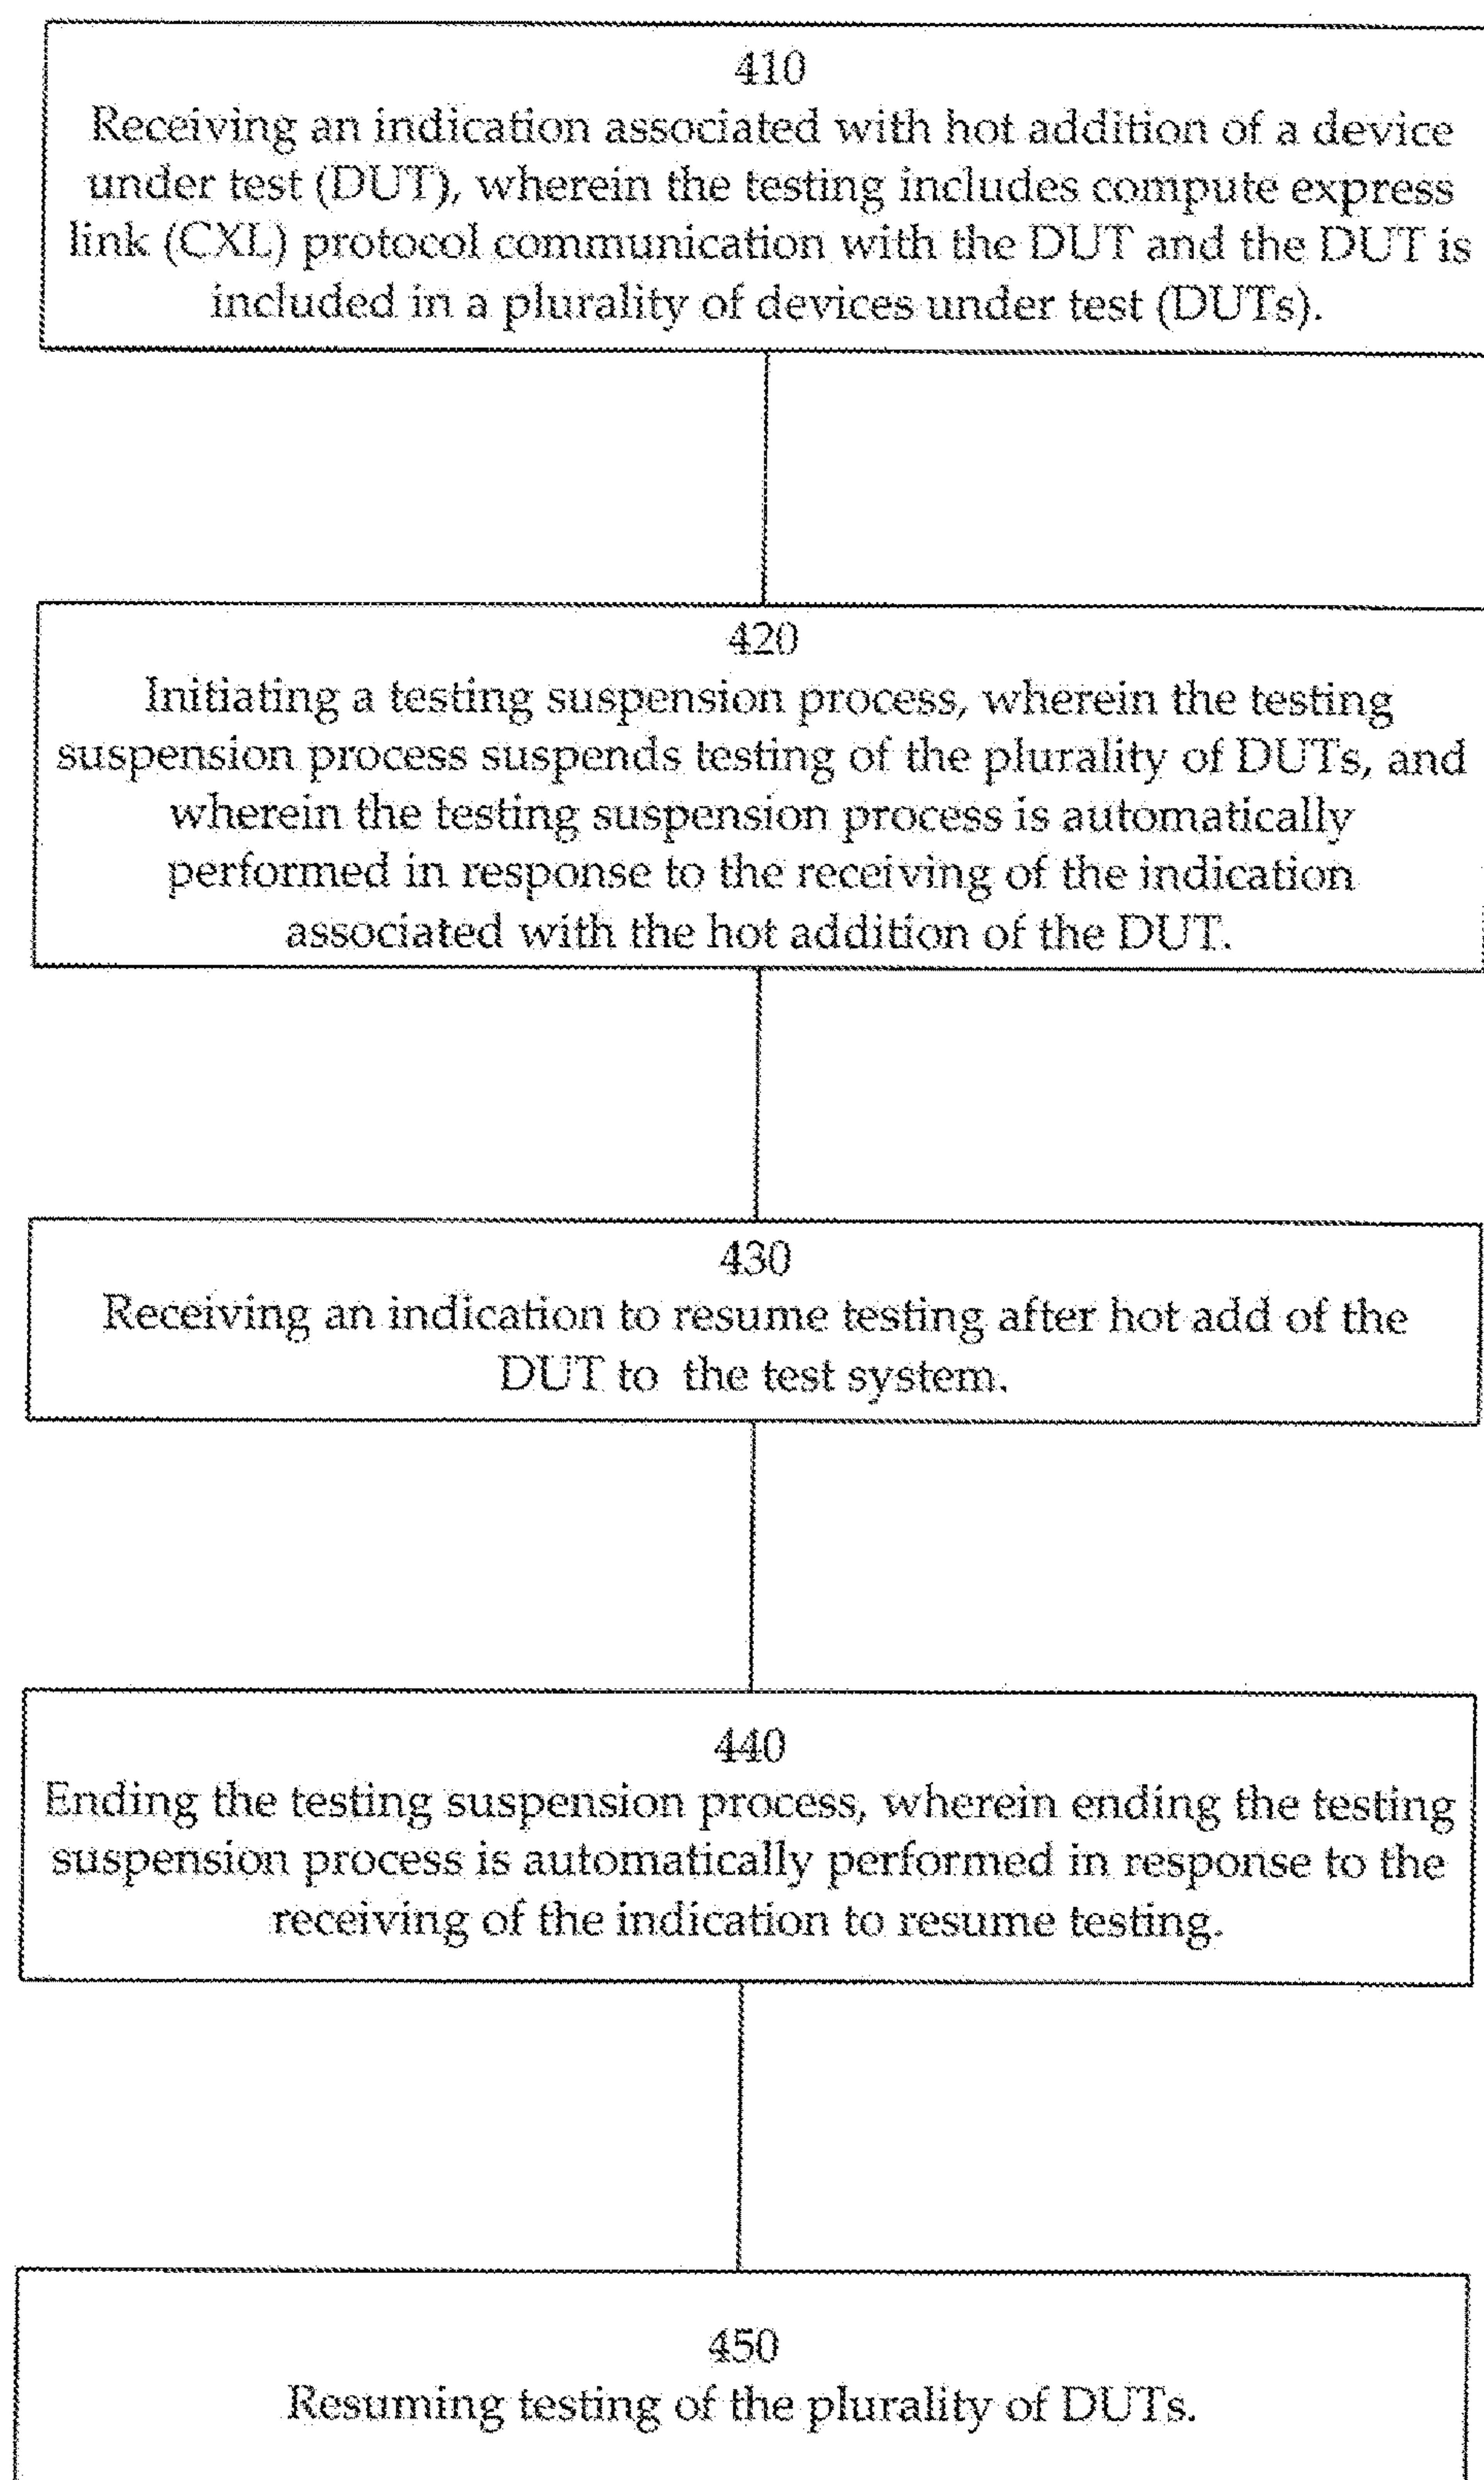 410
Receiving an indication associated with hot addition of a device
under test (DUT), wherein the testing includes compute express
link (CXL) protocol communication with the DUT and the DUT is
included in a plurality of devices under test (DUTs).
420
Initiating a testing suspension process, wherein the testing
suspension process suspends testing of the plurality of DUTs, and
wherein the testing suspension process is automatically
performed in response to the receiving of the indication
associated with the hot addition of the DUT.
430
Receiving an indication to resume testing after hot add of the
DUT to the test system.
440
Ending the testing suspension process, wherein ending the testing
suspension process is automatically performed in response to the
receiving of the indication to resume testing.
450
Resuming testing of the plurality of DUTs.